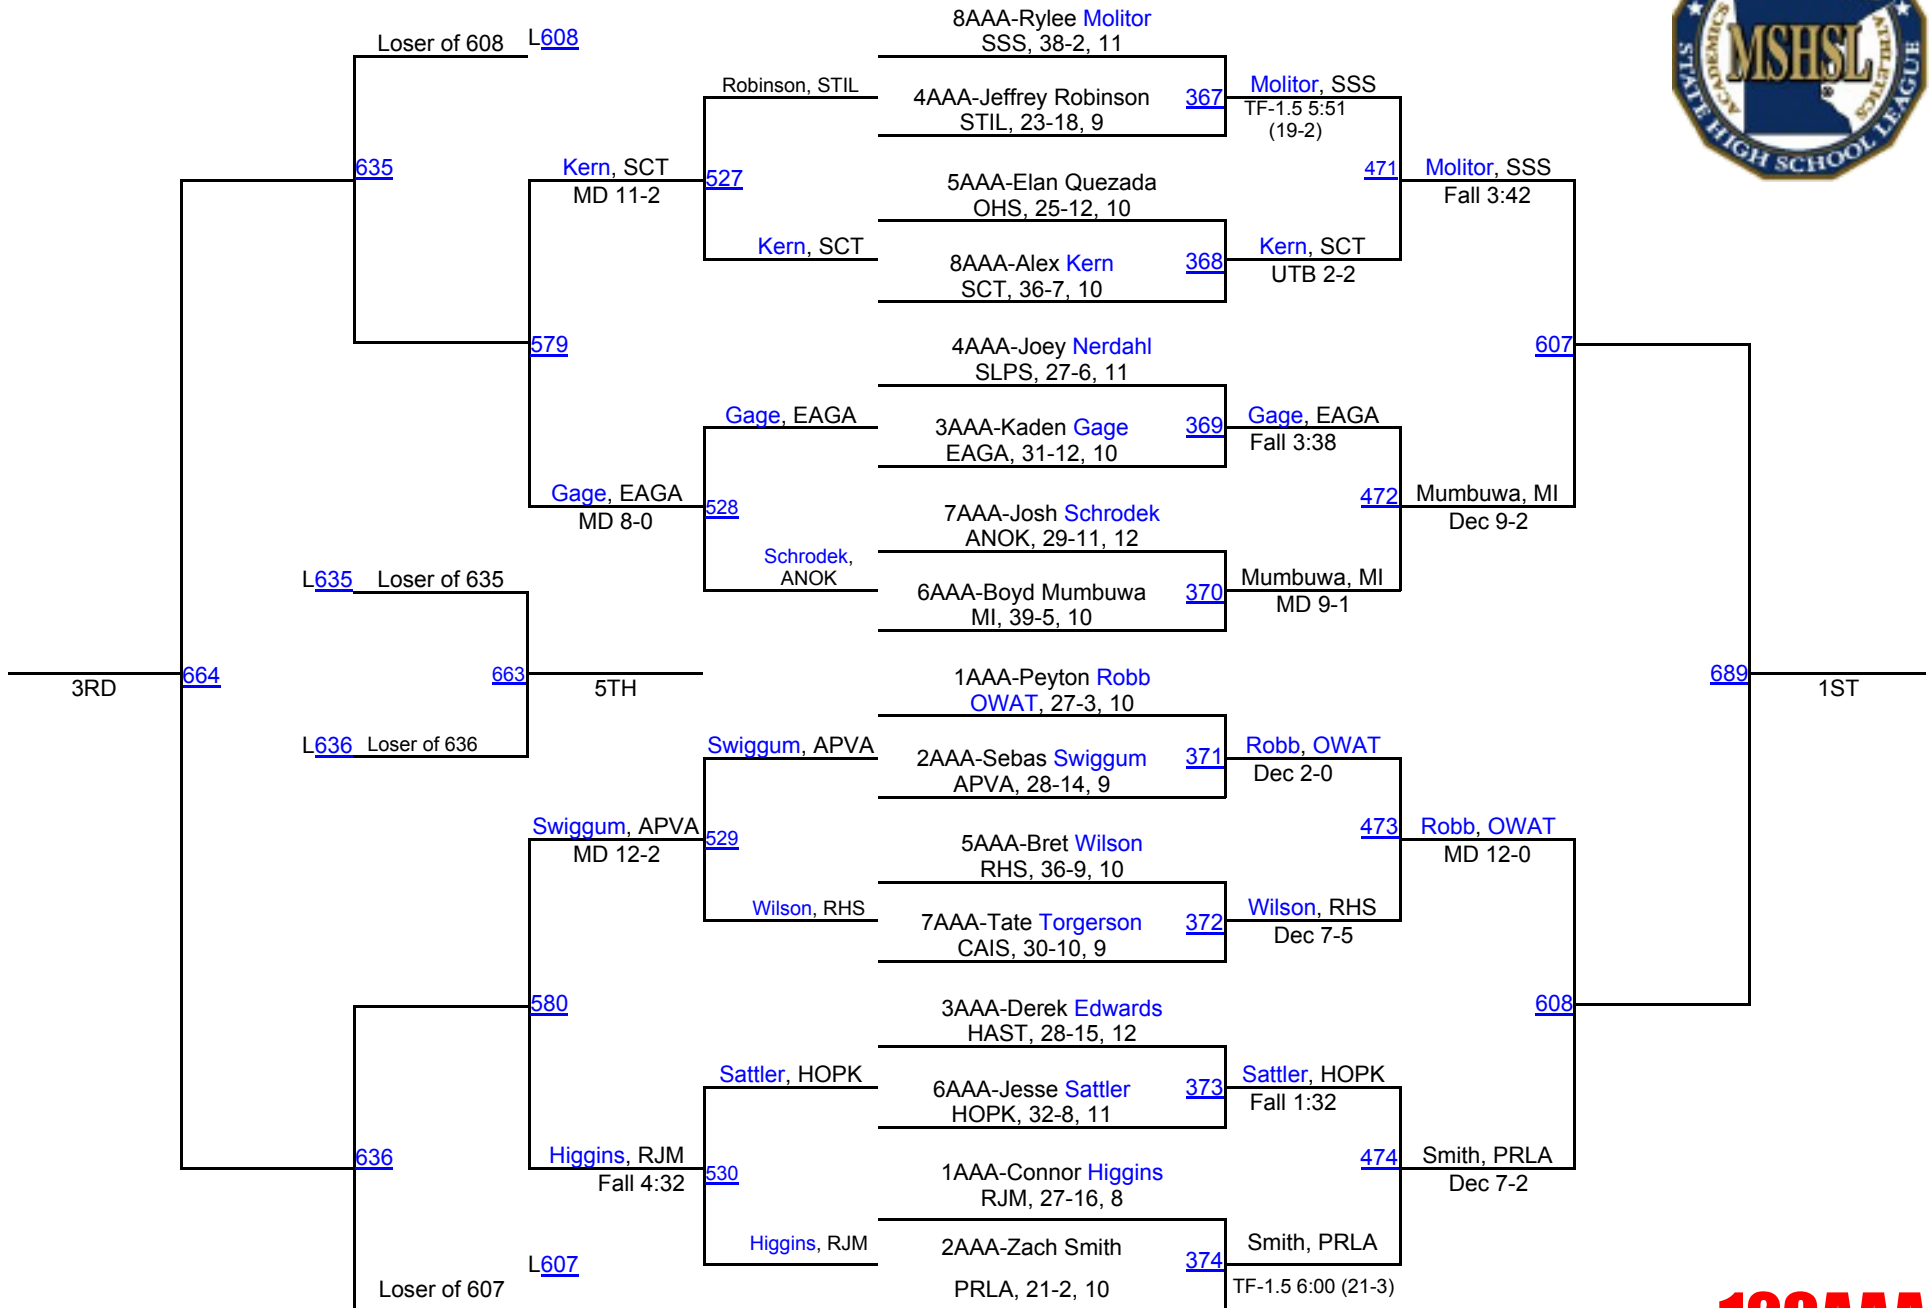 8AAA-Rylee Molitor
SSS, 38-2, 11
Loser of 608 L608
Robinson, STIL
4AAA-Jeffrey Robinson
STIL, 23-18, 9
367
Molitor, SSS
TF-1.5 5:51
(19-2)
635
Kern, SCT
MD 11-2
527
5AAA-Elan Quezada
OHS, 25-12, 10
471
Molitor, SSS
Fall 3:42
Kern, SCT
8AAA-Alex Kern
SCT, 36-7, 10
368
Kern, SCT
UTB 2-2
579
4AAA-Joey Nerdahl
SLPS, 27-6, 11
607
Gage, EAGA
3AAA-Kaden Gage
EAGA, 31-12, 10
369
Gage, EAGA
Fall 3:38
Gage, EAGA
MD 8-0
528
7AAA-Josh Schrodek
ANOK, 29-11, 12
472
Mumbuwa, MI
Dec 9-2
Schrodek,
ANOK
L635 Loser of 635
6AAA-Boyd Mumbuwa
MI, 39-5, 10
370
Mumbuwa, MI
MD 9-1
3RD
664
663
5TH
1AAA-Peyton Robb
OWAT, 27-3, 10
689
1ST
L636 Loser of 636
Swiggum, APVA
2AAA-Sebas Swiggum
APVA, 28-14, 9
371
Robb, OWAT
Dec 2-0
Swiggum, APVA
MD 12-2
529
5AAA-Bret Wilson
RHS, 36-9, 10
473
Robb, OWAT
MD 12-0
Wilson, RHS
7AAA-Tate Torgerson
CAIS, 30-10, 9
372
Wilson, RHS
Dec 7-5
580
3AAA-Derek Edwards
HAST, 28-15, 12
608
Sattler, HOPK
6AAA-Jesse Sattler
HOPK, 32-8, 11
373
Sattler, HOPK
Fall 1:32
636
Higgins, RJM
Fall 4:32
530
1AAA-Connor Higgins
RJM, 27-16, 8
474
Smith, PRLA
Dec 7-2
Higgins, RJM
2AAA-Zach Smith
PRLA, 21-2, 10
374
Smith, PRLA
TF-1.5 6:00 (21-3)
L607
Loser of 607
ACADEMICS
MSHSL
®
ATHLETICS
STATE HIGH SCHOOL LEAGUE